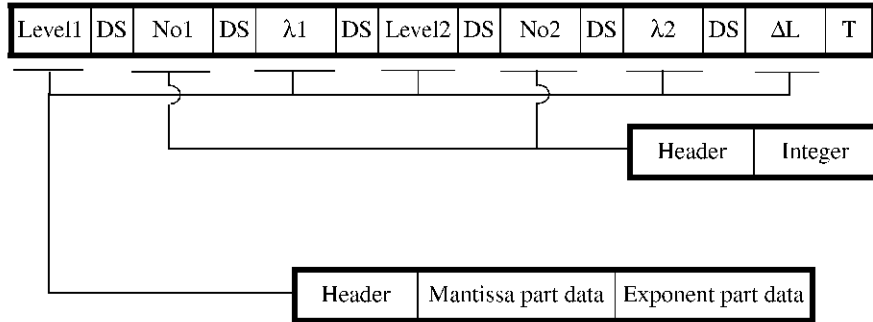 Level1 DS No1 DS λ1 DS Level2 DS No2 DS λ2 DS ΔL T
Header Integer
Header Mantissa part data Exponent part data